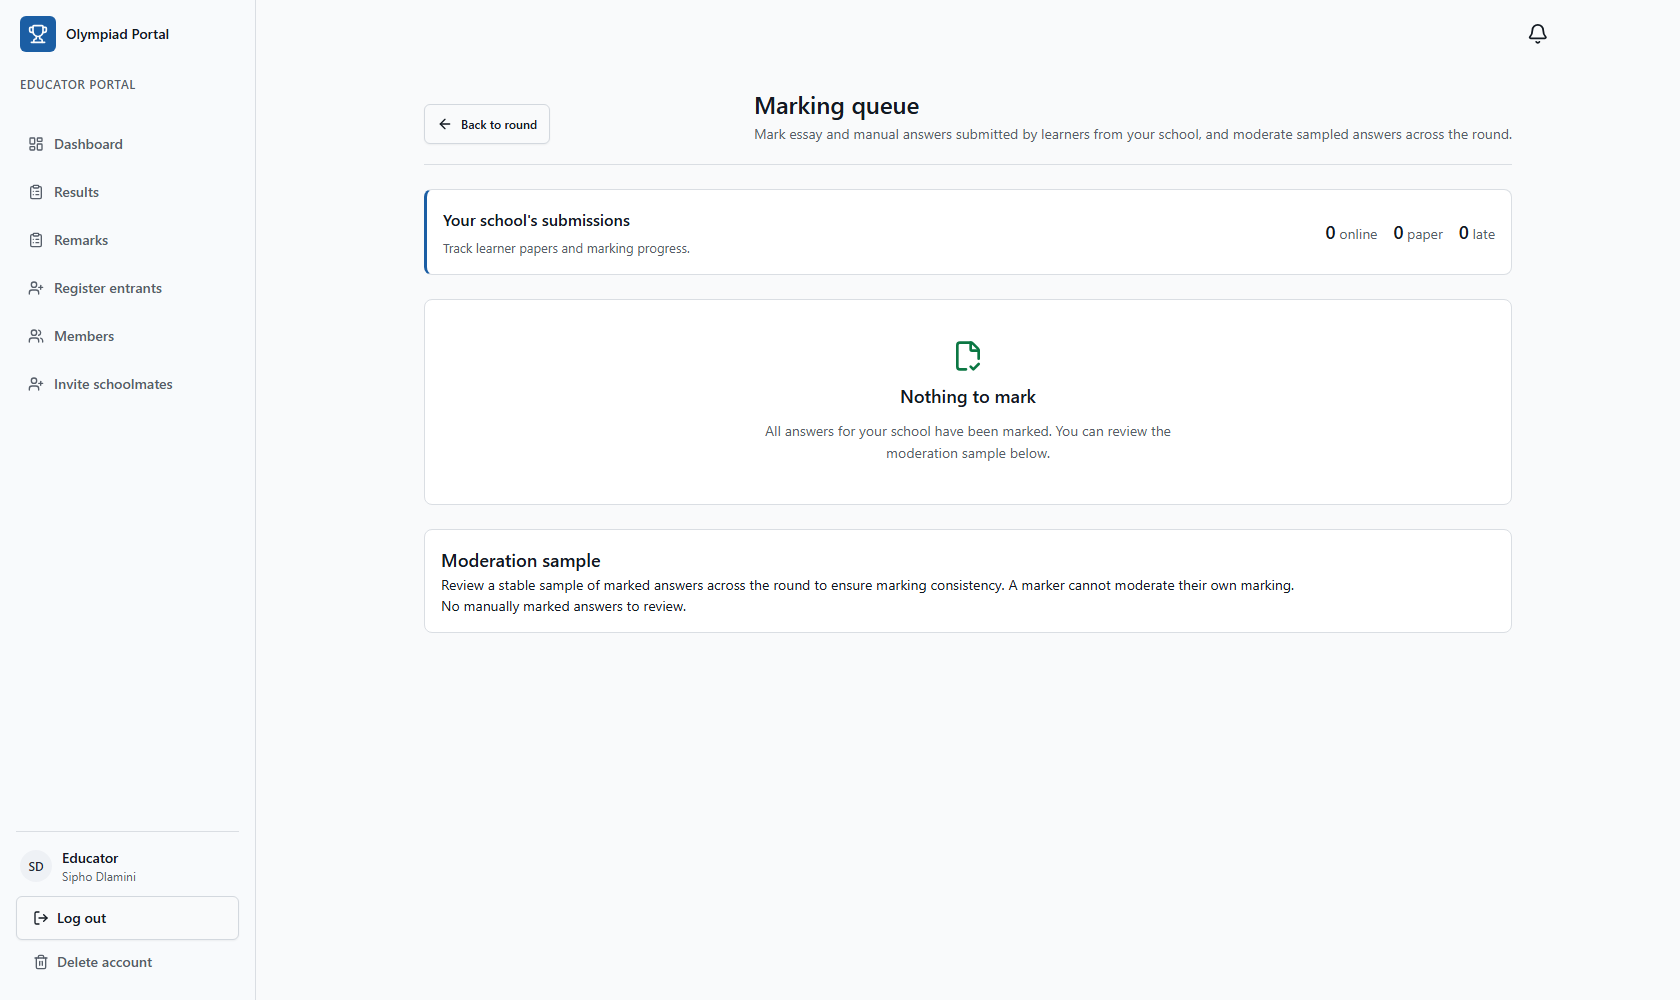 Olympiad Portal
EDUCATOR PORTAL
Dashboard
Results
Remarks
Register entrants
Members
Invite schoolmates
Educator
SD
Sipho Dlamini
Log out
Delete account
Back to round
Marking queue
Mark essay and manual answers submitted by learners from your school, and moderate sampled answers across the round.
Your school's submissions
Track learner papers and marking progress.
0 online 0 paper 0 late
Nothing to mark
All answers for your school have been marked. You can review the
moderation sample below.
Moderation sample
Review a stable sample of marked answers across the round to ensure marking consistency. A marker cannot moderate their own marking.
No manually marked answers to review.